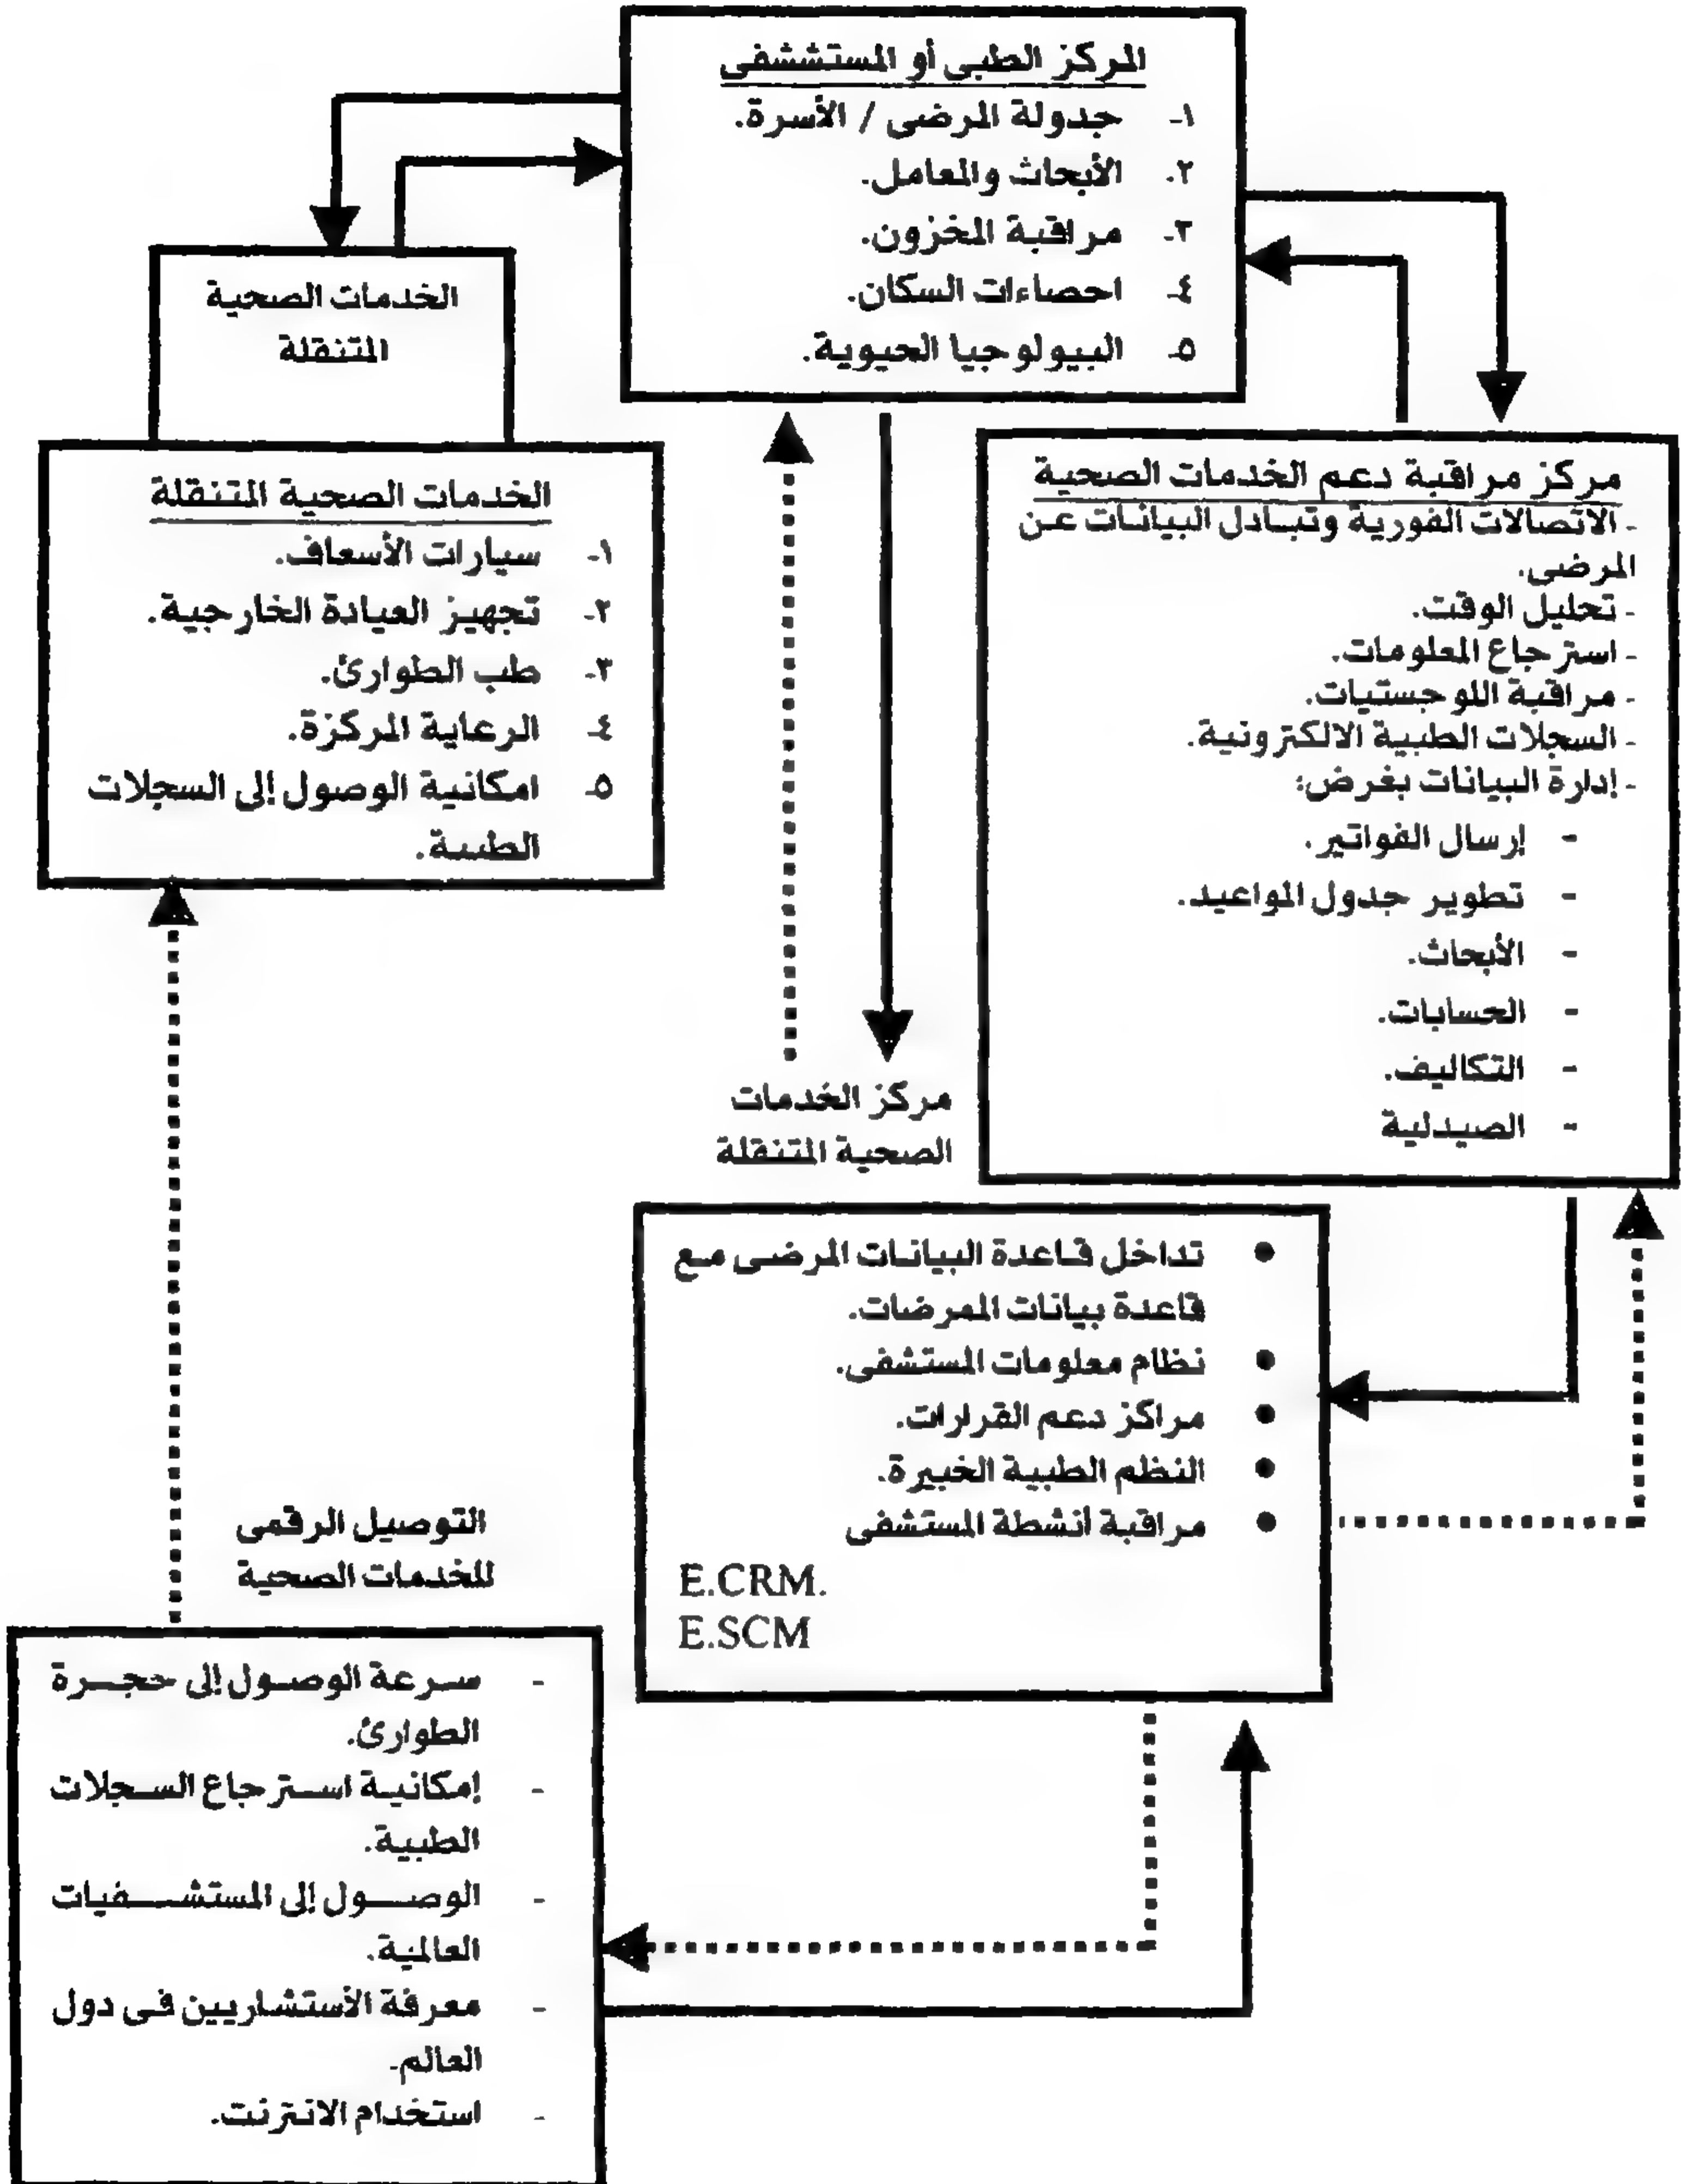 المركز الطبى أو المستششفى
١- جدولة المرضى / الأسرة.
٢- الأبحاث والمعامل.
٣- مراقبة المخزون.
٤- احصاءات السكان.
٥- البيولوجيا الحيوية.
الخدمات الصحية
المتنقلة
الخدمات الصحية المتنقلة
١- سيارات الأسعاف.
٢- تجهيز العيادة الخارجية.
٣- طب الطوارئ.
٤- الرعاية المركزة.
٥- امكانية الوصول إلى السجلات
الطبية.
مركز مراقبة دعم الخدمات الصحية
- الاتصالات الفورية وتبادل البيانات عن
المرضى.
- تحليل الوقت.
- استرجاع المعلومات.
- مراقبة اللوجستيات.
- السجلات الطبية الالكترونية.
- إدارة البيانات بغرض:
- إرسال الفواتير.
- تطوير جدول المواعيد.
- الأبحاث.
- الحسابات.
- التكاليف.
- الصيدلية
مركز الخدمات
الصحية المتنقلة
• تداخل قاعدة البيانات المرضى مع
قاعدة بيانات الممرضات.
• نظام معلومات المستشفى.
• مراكز دعم القرارات.
• النظم الطبية الخبيرة.
• مراقبة أنشطة المستشفى
E.CRM.
E.SCM
التوصيل الرقمى
للخدمات الصحية
- سرعة الوصول إلى حجرة
الطوارئ.
- إمكانية استرجاع السجلات
الطبية.
- الوصول إلى المستشفيات
العالمية.
- معرفة الأستشاريين فى دول
العالم.
- استخدام الانترنت.